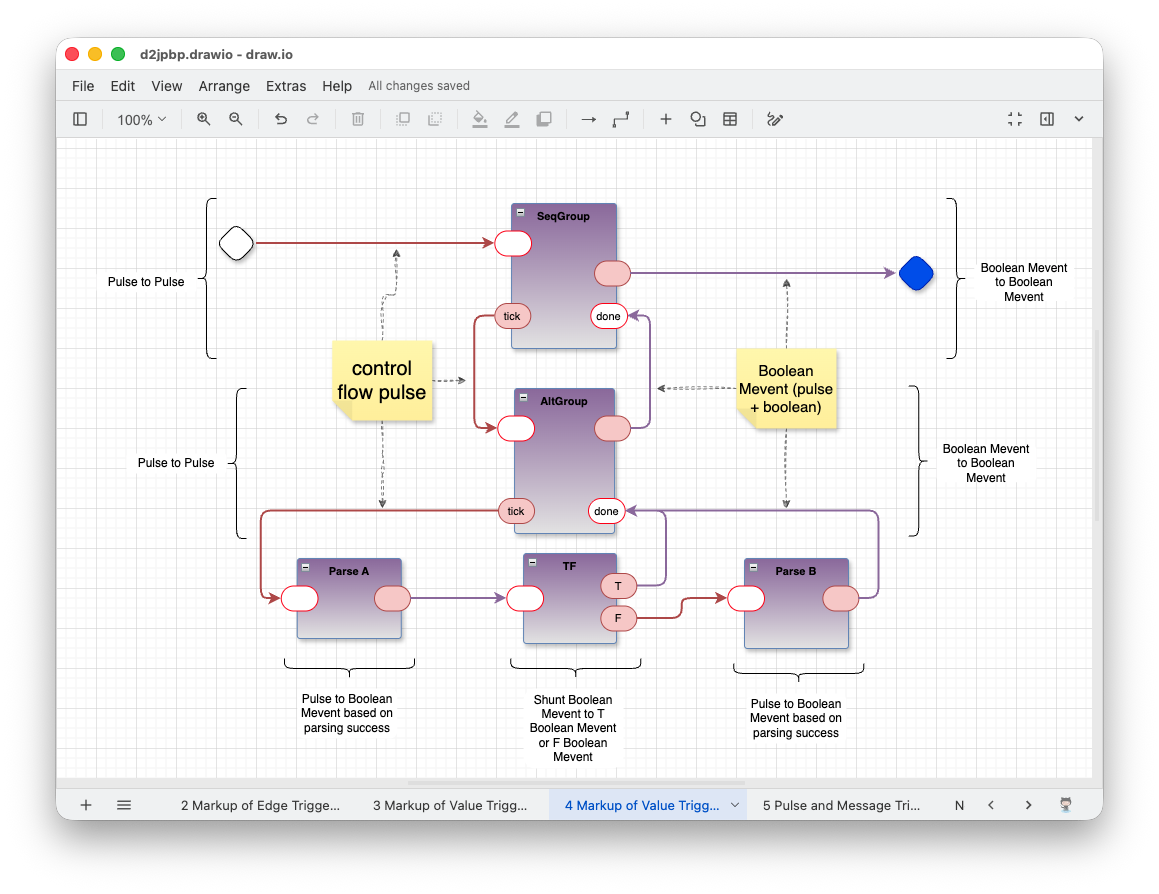 d2jpbp.drawio - draw.io
File Edit View Arrange Extras Help All changes saved
100%
SeqGroup
Pulse to Pulse
Boolean Mevent
to Boolean
Mevent
tick
done
control
flow pulse
Boolean
Mevent (pulse
+ boolean)
AltGroup
Pulse to Pulse
Boolean Mevent
to Boolean
Mevent
tick
done
Parse A
TF
Parse B
T
F
Pulse to Boolean
Mevent based on
parsing success
Shunt Boolean
Mevent to T
Boolean Mevent
or F Boolean
Mevent
Pulse to Boolean
Mevent based on
parsing success
2 Markup of Edge Trigge... 3 Markup of Value Trigg... 4 Markup of Value Trigg... 5 Pulse and Message Tri... N